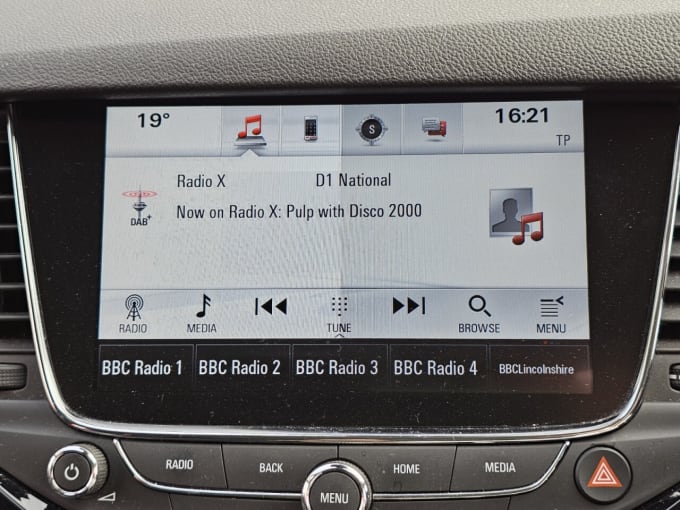 19° S 16:21
TP
Radio X D1 National
DAB+ Now on Radio X: Pulp with Disco 2000
RADIO MEDIA TUNE BROWSE MENU
BBC Radio 1 BBC Radio 2 BBC Radio 3 BBC Radio 4 BBCLincolnshire
RADIO BACK HOME MEDIA
MENU